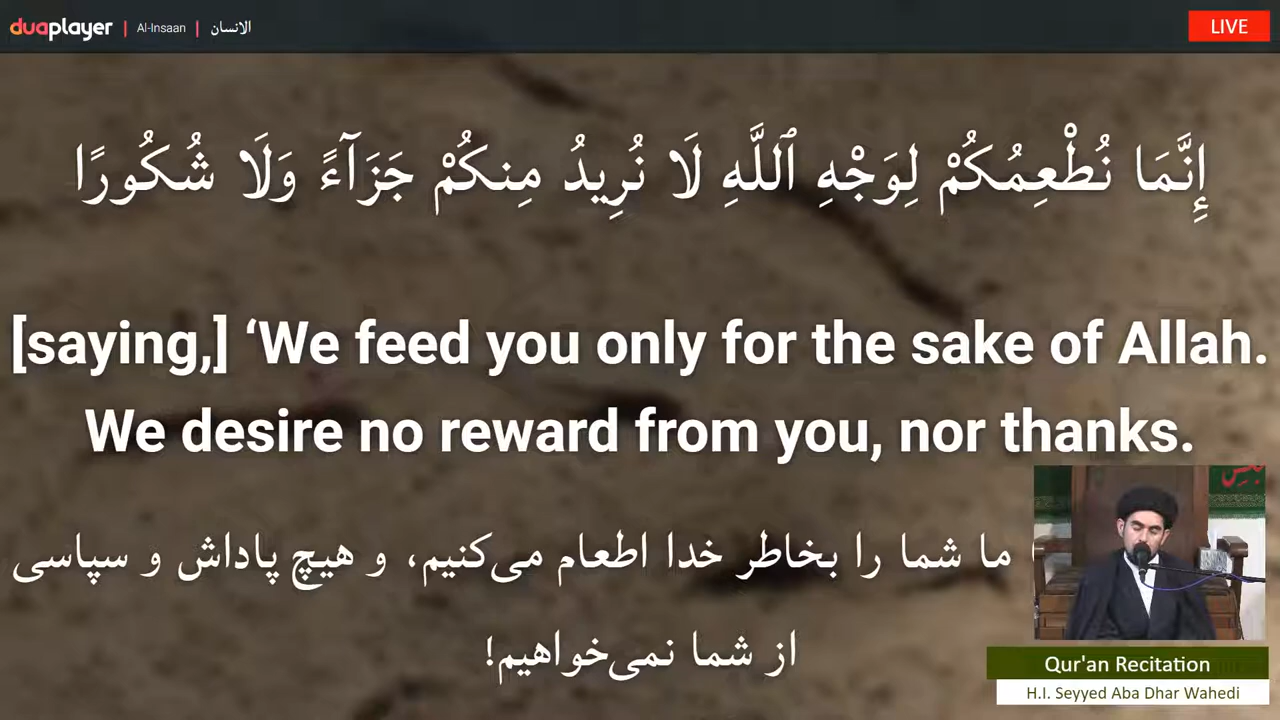 duaplayer | Al-Insaan | الانسان
LIVE
إِنَّمَا نُطْعِمُكُمْ لِوَجْهِ ٱللَّهِ لَا نُرِيدُ مِنكُمْ جَزَآءً وَلَا شُكُورًا
[saying,] ‘We feed you only for the sake of Allah.
We desire no reward from you, nor thanks.
ما شما را بخاطر خدا اطعام می‌کنیم، و هیچ پاداش و سپاسی
از شما نمی‌خواهیم!
Qur'an Recitation
H.I. Seyyed Aba Dhar Wahedi